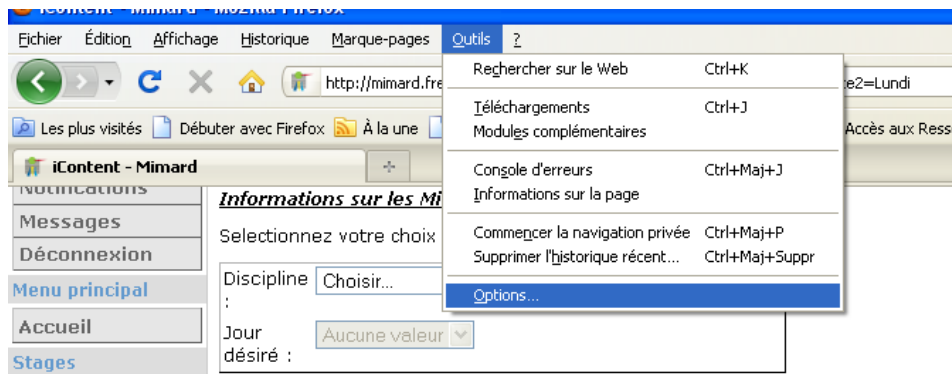 iContent - Mimard - Mozilla Firefox
Fichier Édition Affichage Historique Marque-pages Outils ?
http://mimard.fre
e2=Lundi
Les plus visités Débuter avec Firefox À la une
Accès aux Ress
iContent - Mimard
Rechercher sur le Web Ctrl+K
Téléchargements Ctrl+J
Modules complémentaires
Console d'erreurs Ctrl+Maj+J
Informations sur la page
Commencer la navigation privée Ctrl+Maj+P
Supprimer l'historique récent... Ctrl+Maj+Suppr
Options...
Notifications
Messages
Déconnexion
Menu principal
Accueil
Stages
Informations sur les Mi
Selectionnez votre choix
Discipline : Choisir...
Jour
désiré : Aucune valeur